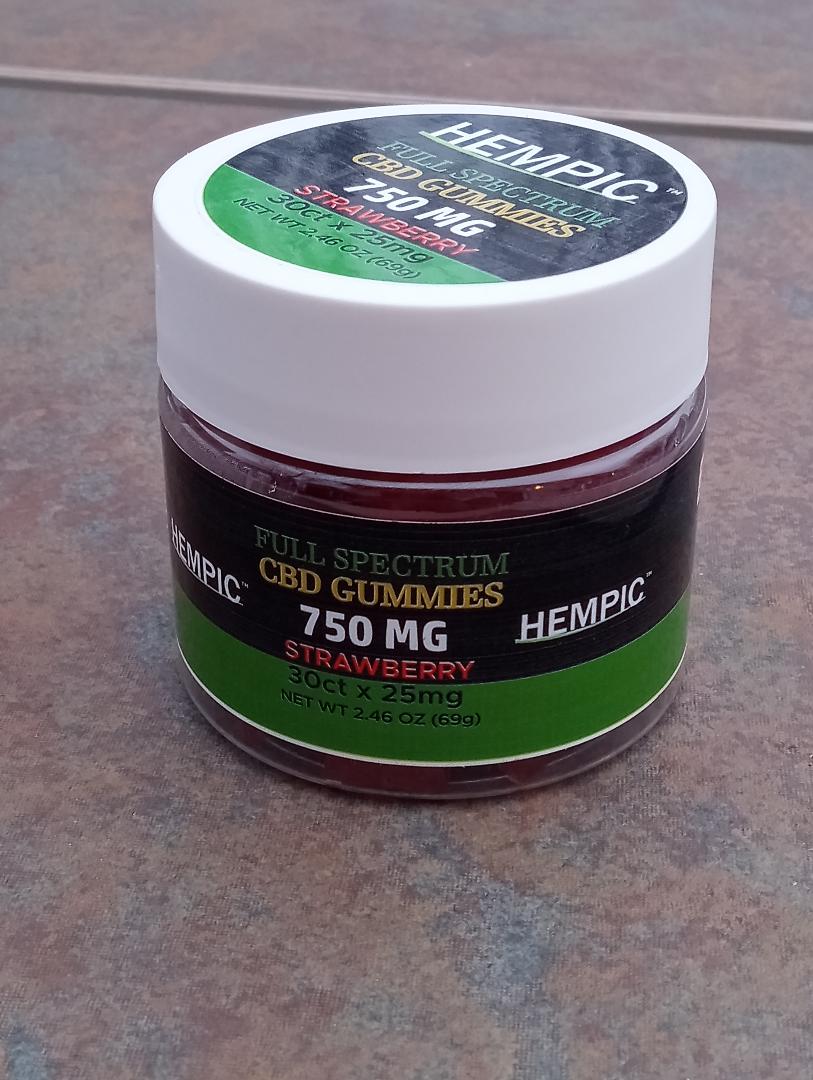 HEMPIC™
FULL SPECTRUM
CBD GUMMIES
750 MG
STRAWBERRY
30ct x 25mg
NET WT 2.46 OZ (69g)
HEMPIC™
FULL SPECTRUM
CBD GUMMIES
750 MG
STRAWBERRY
30ct x 25mg
NET WT 2.46 OZ (69g)
HEMPIC™